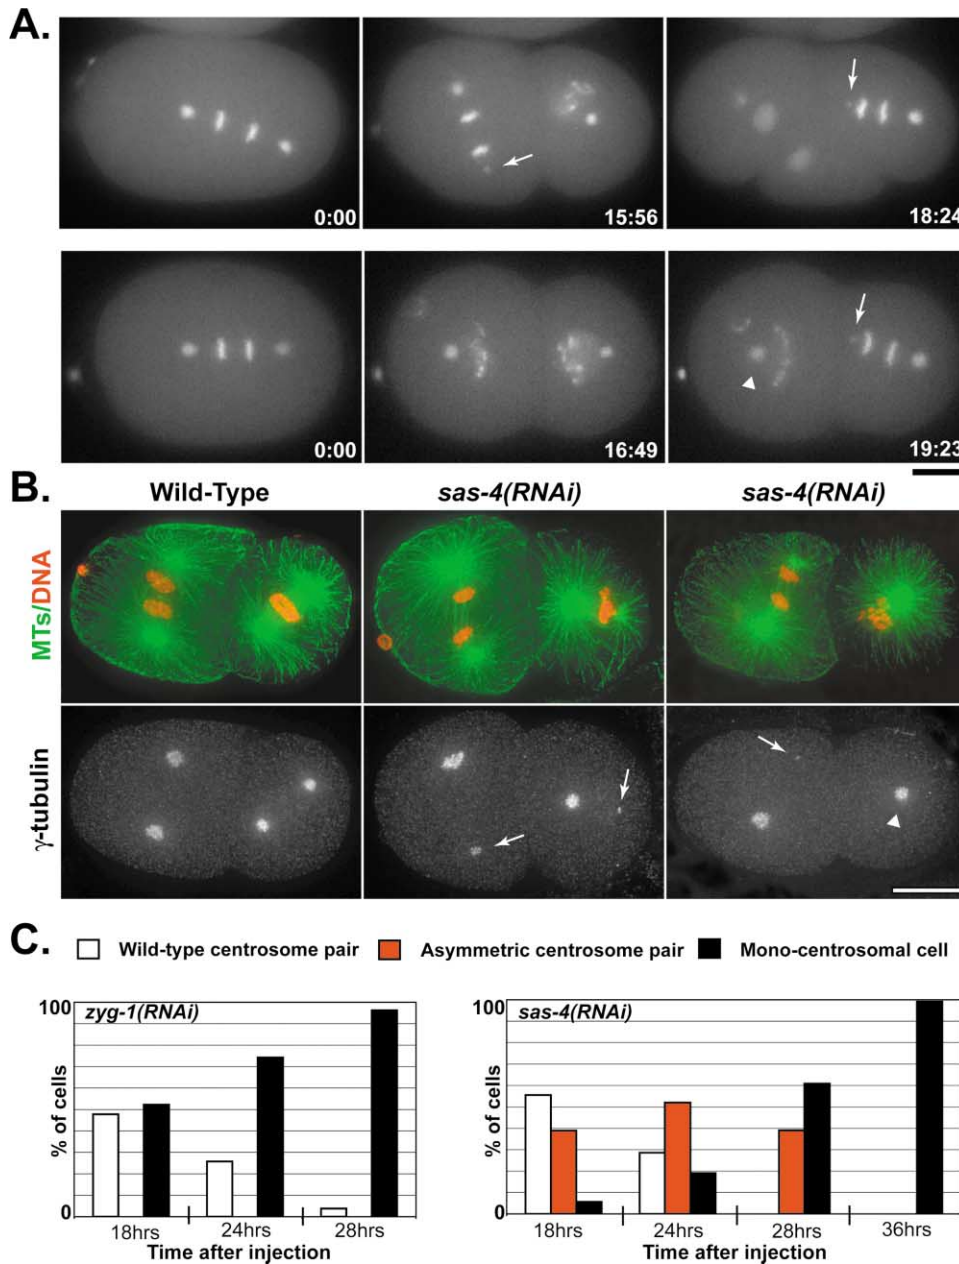 A.
0:00
15:56
18:24
0:00
16:49
19:23
B.
Wild-Type
sas-4(RNAi)
sas-4(RNAi)
MTs/DNA
γ-tubulin
C.
Wild-type centrosome pair
Asymmetric centrosome pair
Mono-centrosomal cell
100
zyg-1(RNAi)
% of cells
0
18hrs
24hrs
28hrs
Time after injection
100
sas-4(RNAi)
% of cells
0
18hrs
24hrs
28hrs
36hrs
Time after injection